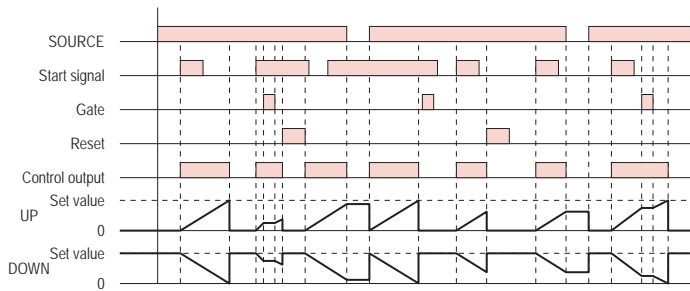 SOURCE
Start signal
Gate
Reset
Control output
Set value
UP
0
Set value
DOWN
0